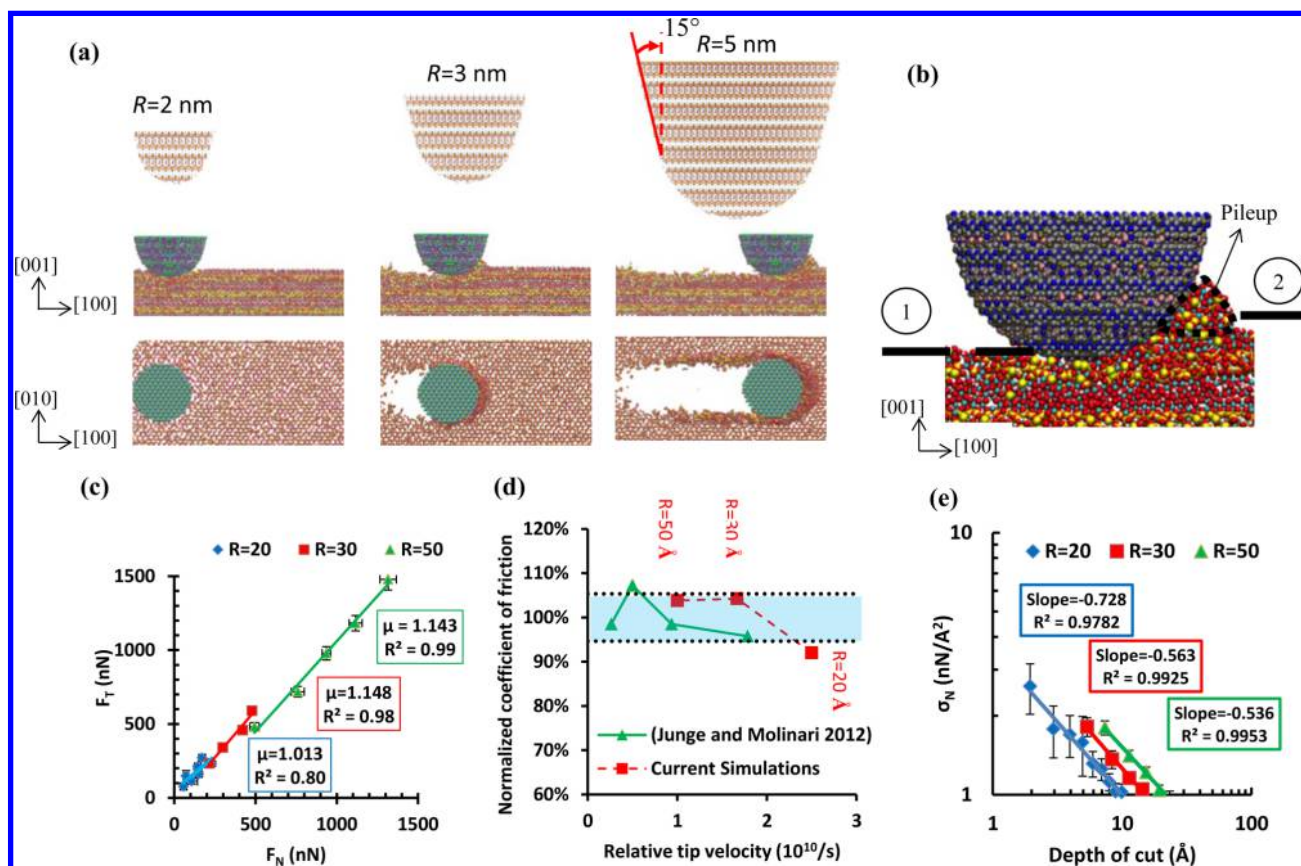 (a)
R=2 nm
R=3 nm
15°
R=5 nm
[001]
[100]
[010]
[100]
(b)
Pileup
1
2
[001]
[100]
(c)
R=20 R=30 R=50
1500
1000
500
0
0 500 1000 1500
F_T (nN)
F_N (nN)
μ = 1.143
R² = 0.99
μ=1.148
R² = 0.98
μ=1.013
R² = 0.80
(d)
Normalized coefficient of friction
120%
110%
100%
90%
80%
70%
60%
0 1 2 3
R=50 Å
R=30 Å
R=20 Å
(Junge and Molinari 2012)
Current Simulations
Relative tip velocity (10¹⁰/s)
(e)
R=20 R=30 R=50
σ_N (nN/A²)
10
1
1 10 100
Slope=-0.728
R² = 0.9782
Slope=-0.563
R² = 0.9925
Slope=-0.536
R² = 0.9953
Depth of cut (Å)